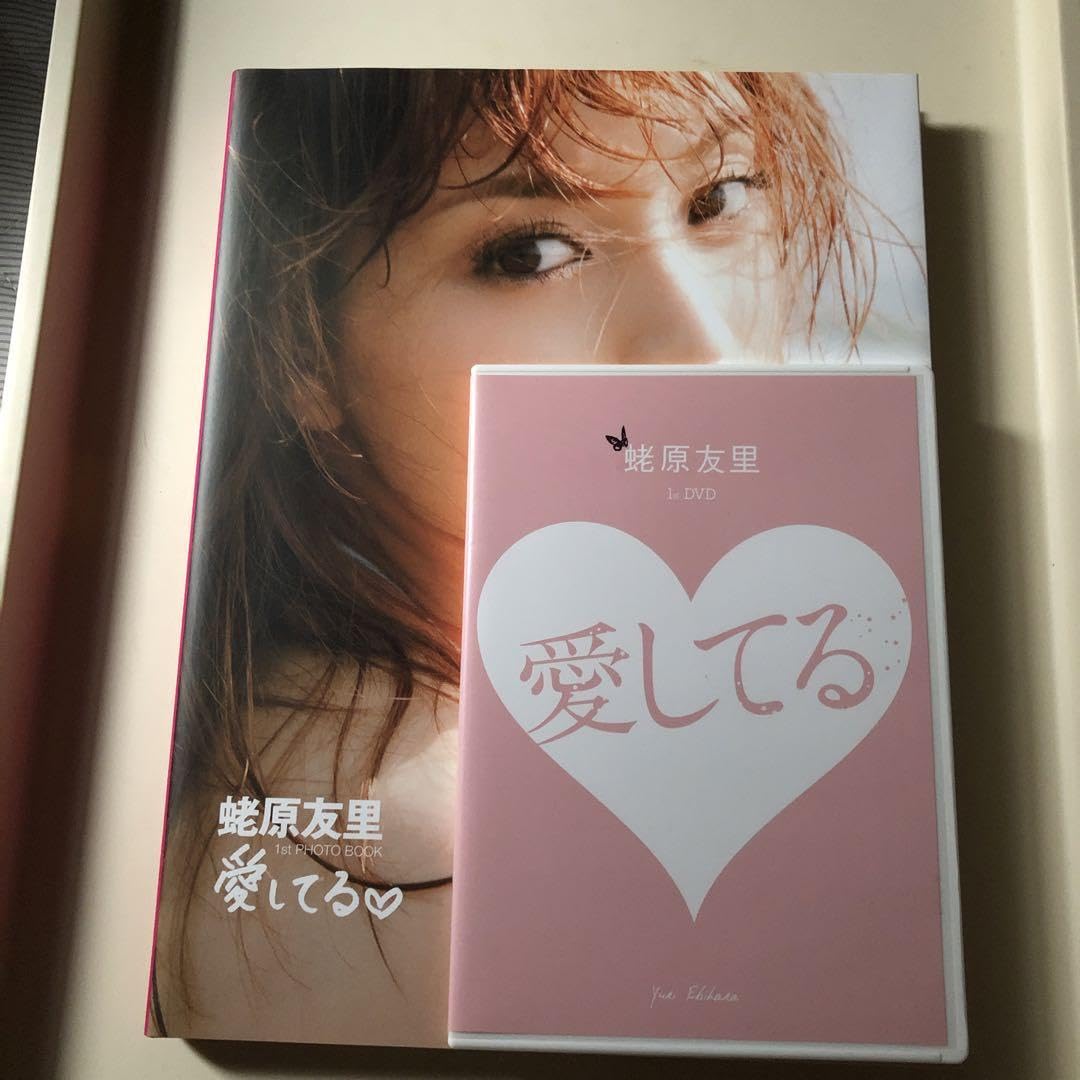 蛯原友里
1st DVD
愛してる
Yuri Ebihara
蛯原友里
1st PHOTO BOOK
愛してる♡